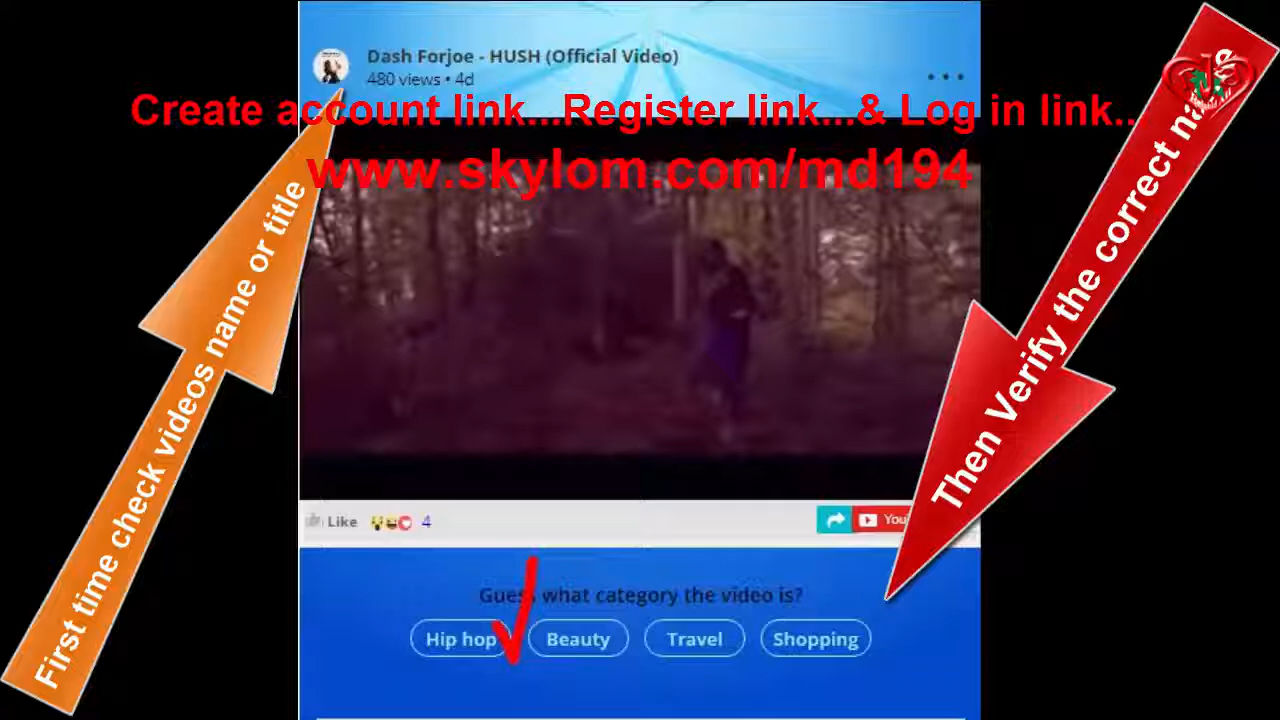 Dash Forjoe - HUSH (Official Video)
480 views • 4d
Create account link...Register link...& Log in link..
www.skylom.com/md194
First time check videos name or title
Then Verify the correct name
Like
4
You
Guess what category the video is?
Hip hop
Beauty
Travel
Shopping